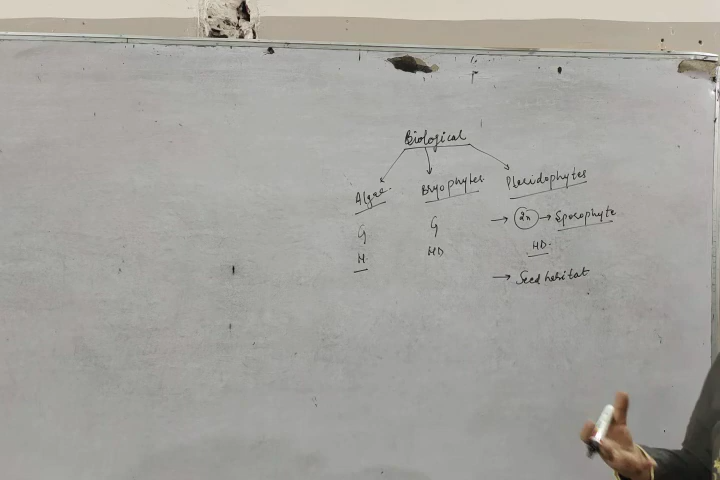 Biological
Algae. Bryophytes Pteridophytes
G G → 2n → Sporophyte
H. HD HD.
→ Seed habitat